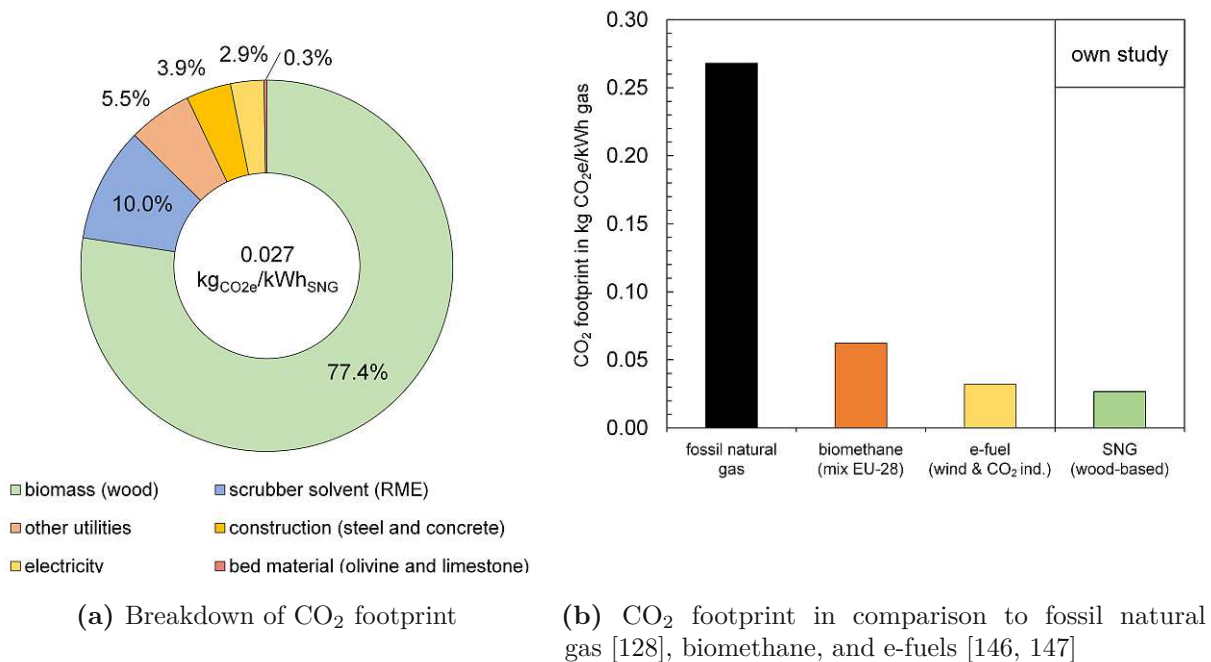 2.9%
0.3%
3.9%
5.5%
10.0%
0.027
kgCO2e/kWhSNG
77.4%
biomass (wood)
scrubber solvent (RME)
other utilities
construction (steel and concrete)
electricity
bed material (olivine and limestone)
(a) Breakdown of CO₂ footprint
CO₂ footprint in kg CO₂e/kWh gas
0.30
0.25
0.20
0.15
0.10
0.05
0.00
own study
fossil natural
gas
biomethane
(mix EU-28)
e-fuel
(wind & CO₂ ind.)
SNG
(wood-based)
(b) CO₂ footprint in comparison to fossil natural
gas [128], biomethane, and e-fuels [146, 147]